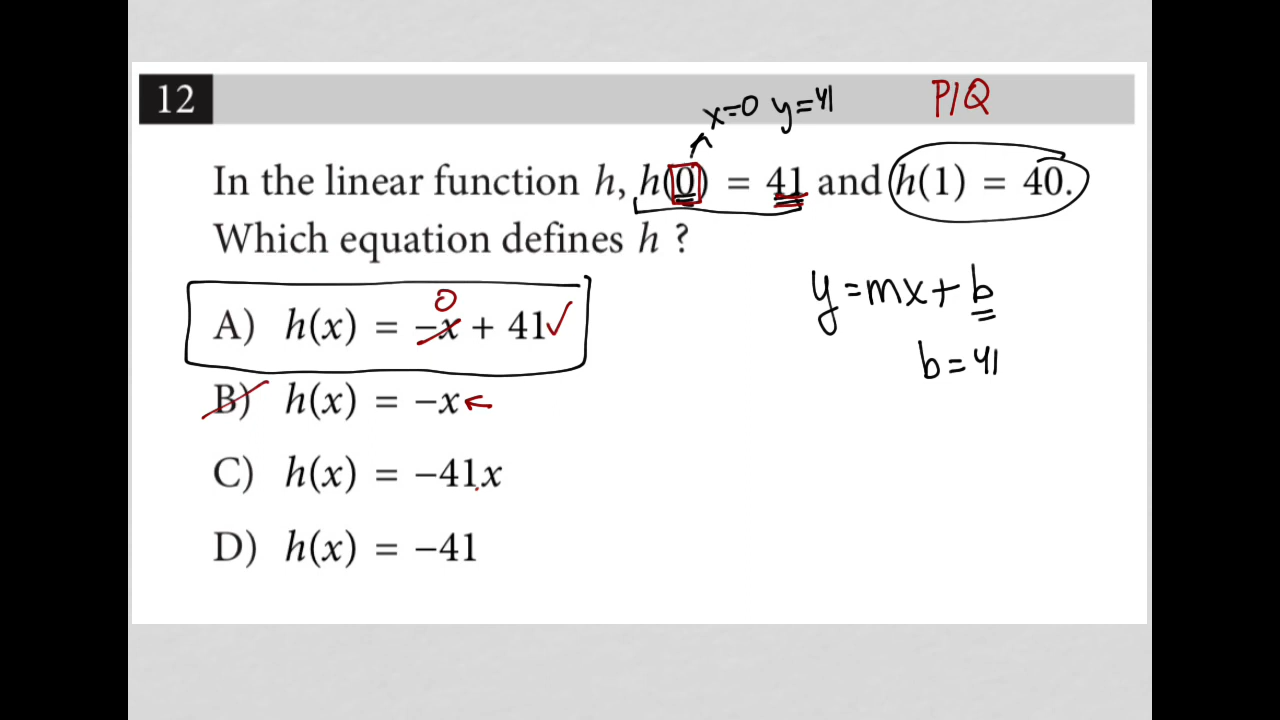 12
x=0 y=41
P/Q
In the linear function h, h(0) = 41 and h(1) = 40.
Which equation defines h ?
y=mx+b
0
A) h(x) = −x + 41✓
b=41
B) h(x) = −x
C) h(x) = −41x
D) h(x) = −41